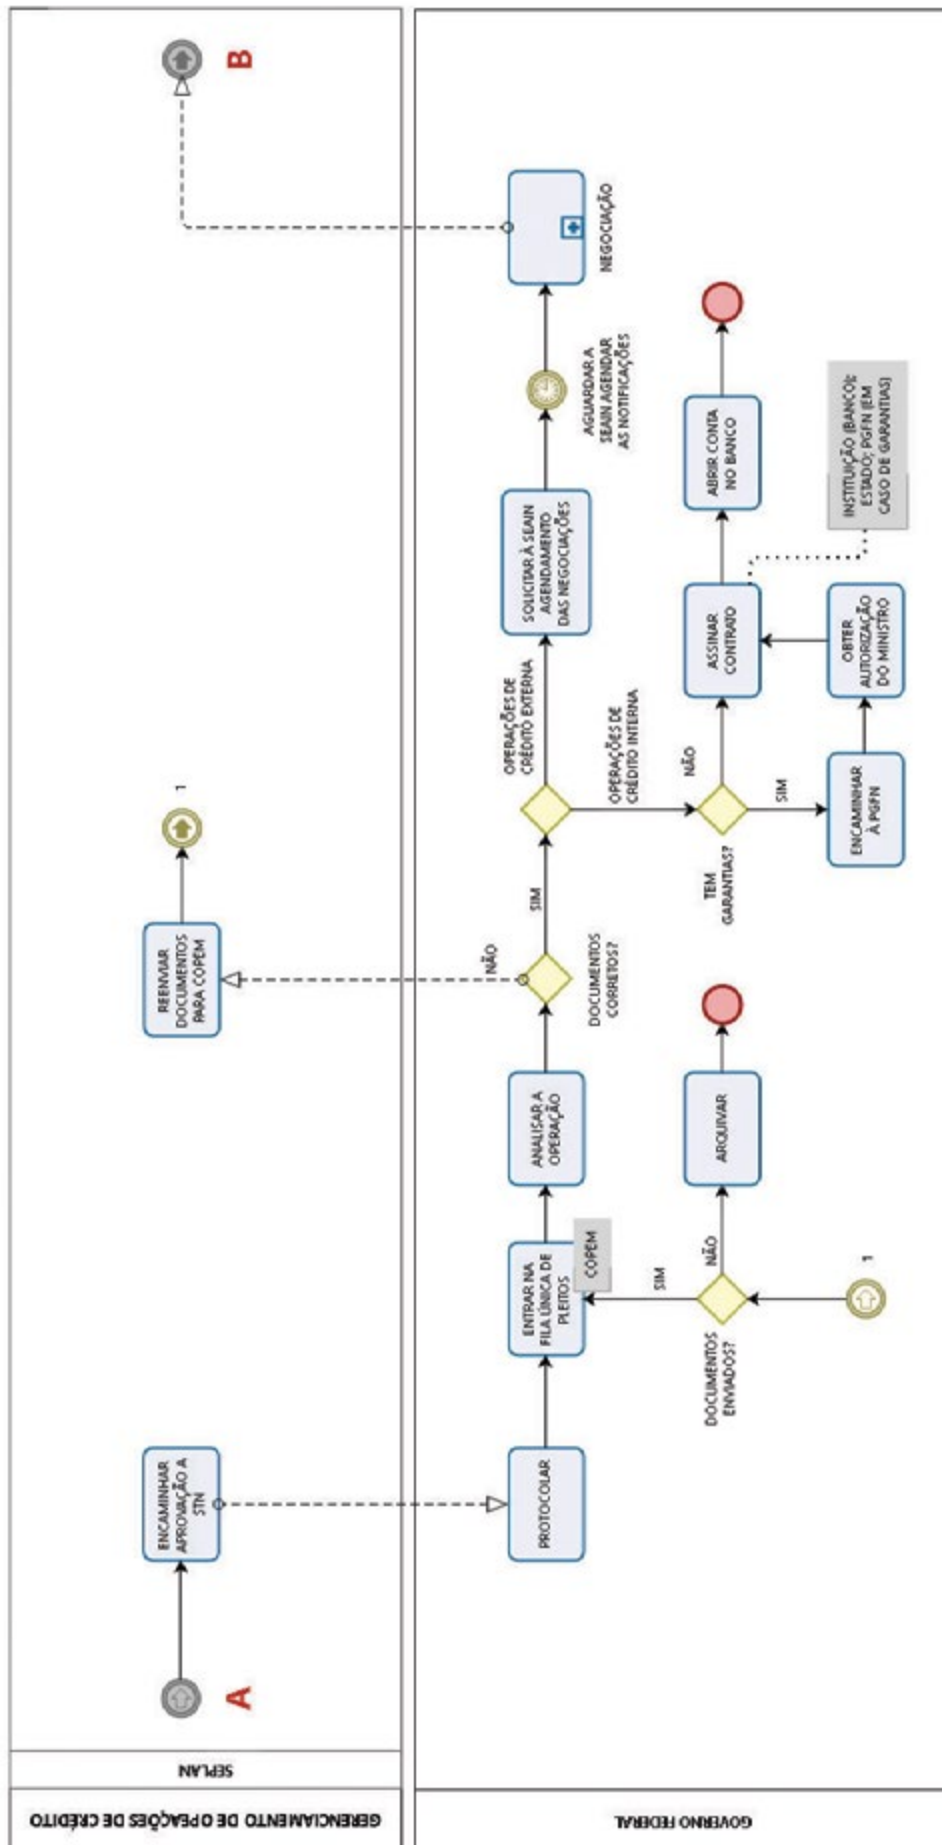 GERENCIAMENTO DE OPEAÇÕES DE CRÉDITO
SEPLAN
A
ENCAMINHAR
APROVAÇÃO A
STN
REENVIAR
DOCUMENTOS
PARA COPEM
1
B
GOVERNO FEDERAL
PROTOCOLAR
ENTRAR NA
FILA ÚNICA DE
PLEITOS
COPEM
ANALISAR A
OPERAÇÃO
NÃO
DOCUMENTOS
CORRETOS?
SIM
OPERAÇÕES DE
CRÉDITO EXTERNA
SOLICITAR À SEAIN
AGENDAMENTO
DAS NEGOCIAÇÕES
AGUARDAR A
SEAIN AGENDAR
AS NOTIFICAÇÕES
NEGOCIAÇÃO
OPERAÇÕES DE
CRÉDITO INTERNA
DOCUMENTOS
ENVIADOS?
SIM
NÃO
1
ARQUIVAR
TEM
GARANTIAS?
NÃO
SIM
ASSINAR
CONTRATO
ABRIR CONTA
NO BANCO
ENCAMINHAR
À PGFN
OBTER
AUTORIZAÇÃO
DO MINISTRO
INSTITUIÇÃO (BANCO);
ESTADO; PGFN (EM
CASO DE GARANTIAS)